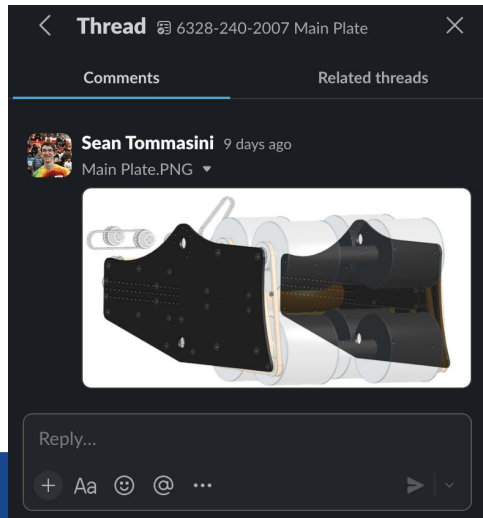 Thread 6328-240-2007 Main Plate
Comments Related threads
Sean Tommasini 9 days ago
Main Plate.PNG
Reply...
Aa @